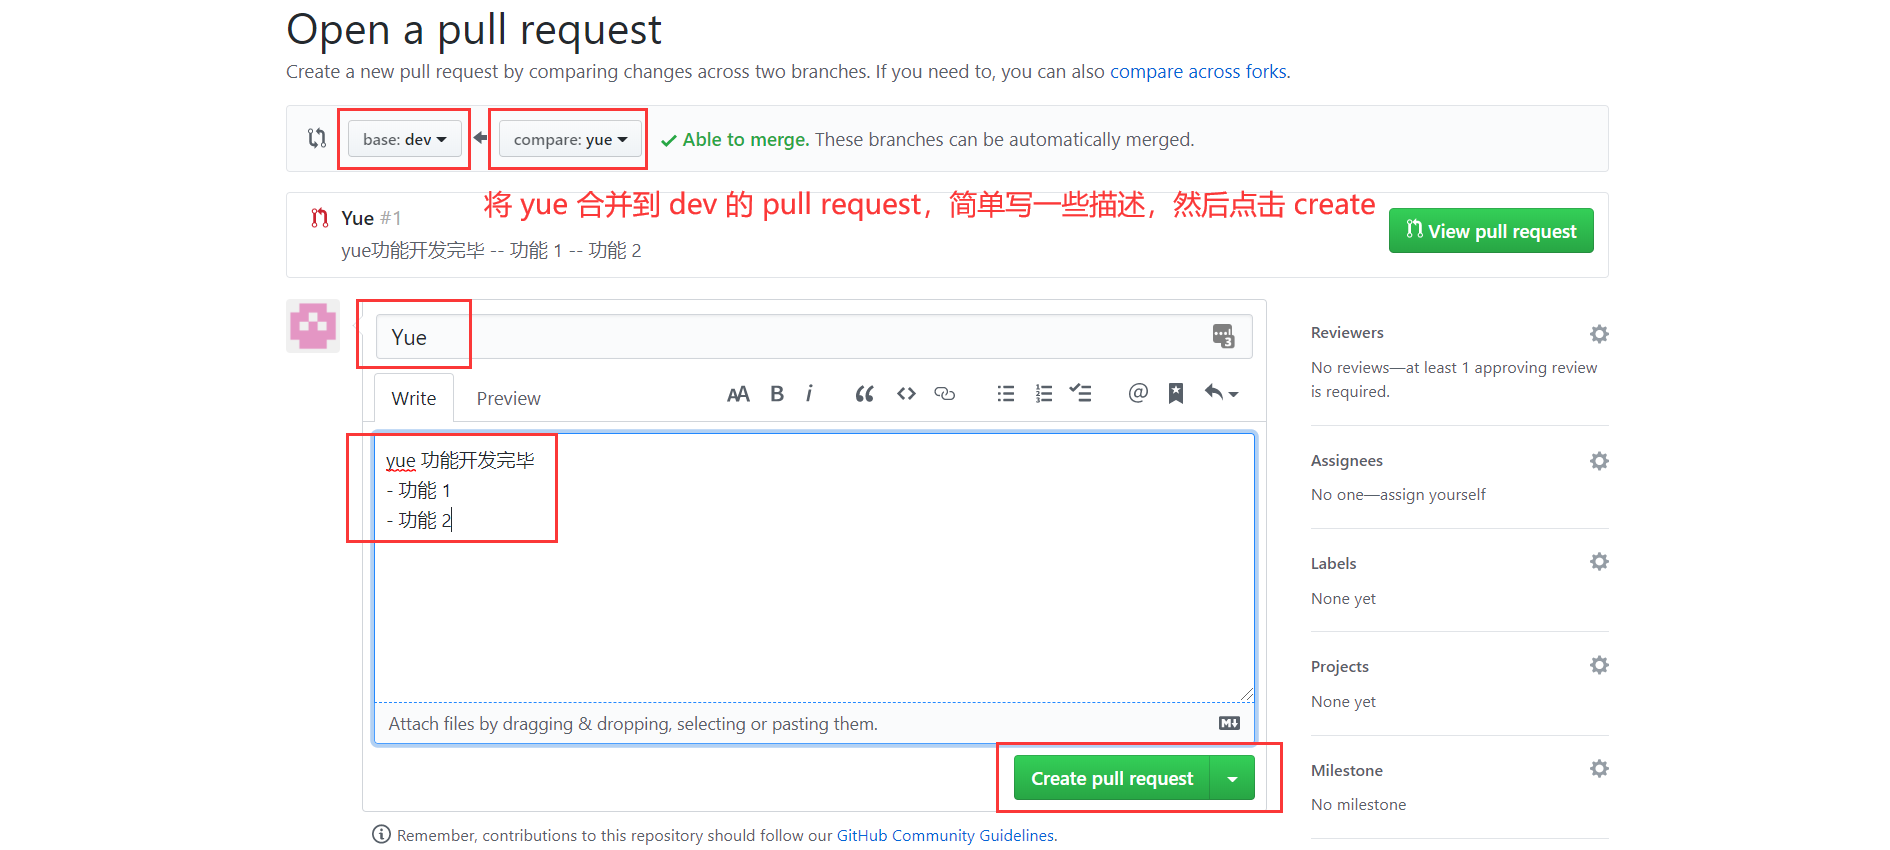 Open a pull request
Create a new pull request by comparing changes across two branches. If you need to, you can also compare across forks.
base: dev
compare: yue
Able to merge. These branches can be automatically merged.
将 yue 合并到 dev 的 pull request，简单写一些描述，然后点击 create
Yue #1
yue功能开发完毕 -- 功能 1 -- 功能 2
View pull request
Yue
3
Write
Preview
AA B i
yue 功能开发完毕
- 功能 1
- 功能 2
Attach files by dragging & dropping, selecting or pasting them.
Create pull request
Remember, contributions to this repository should follow our GitHub Community Guidelines.
Reviewers
No reviews—at least 1 approving review
is required.
Assignees
No one—assign yourself
Labels
None yet
Projects
None yet
Milestone
No milestone